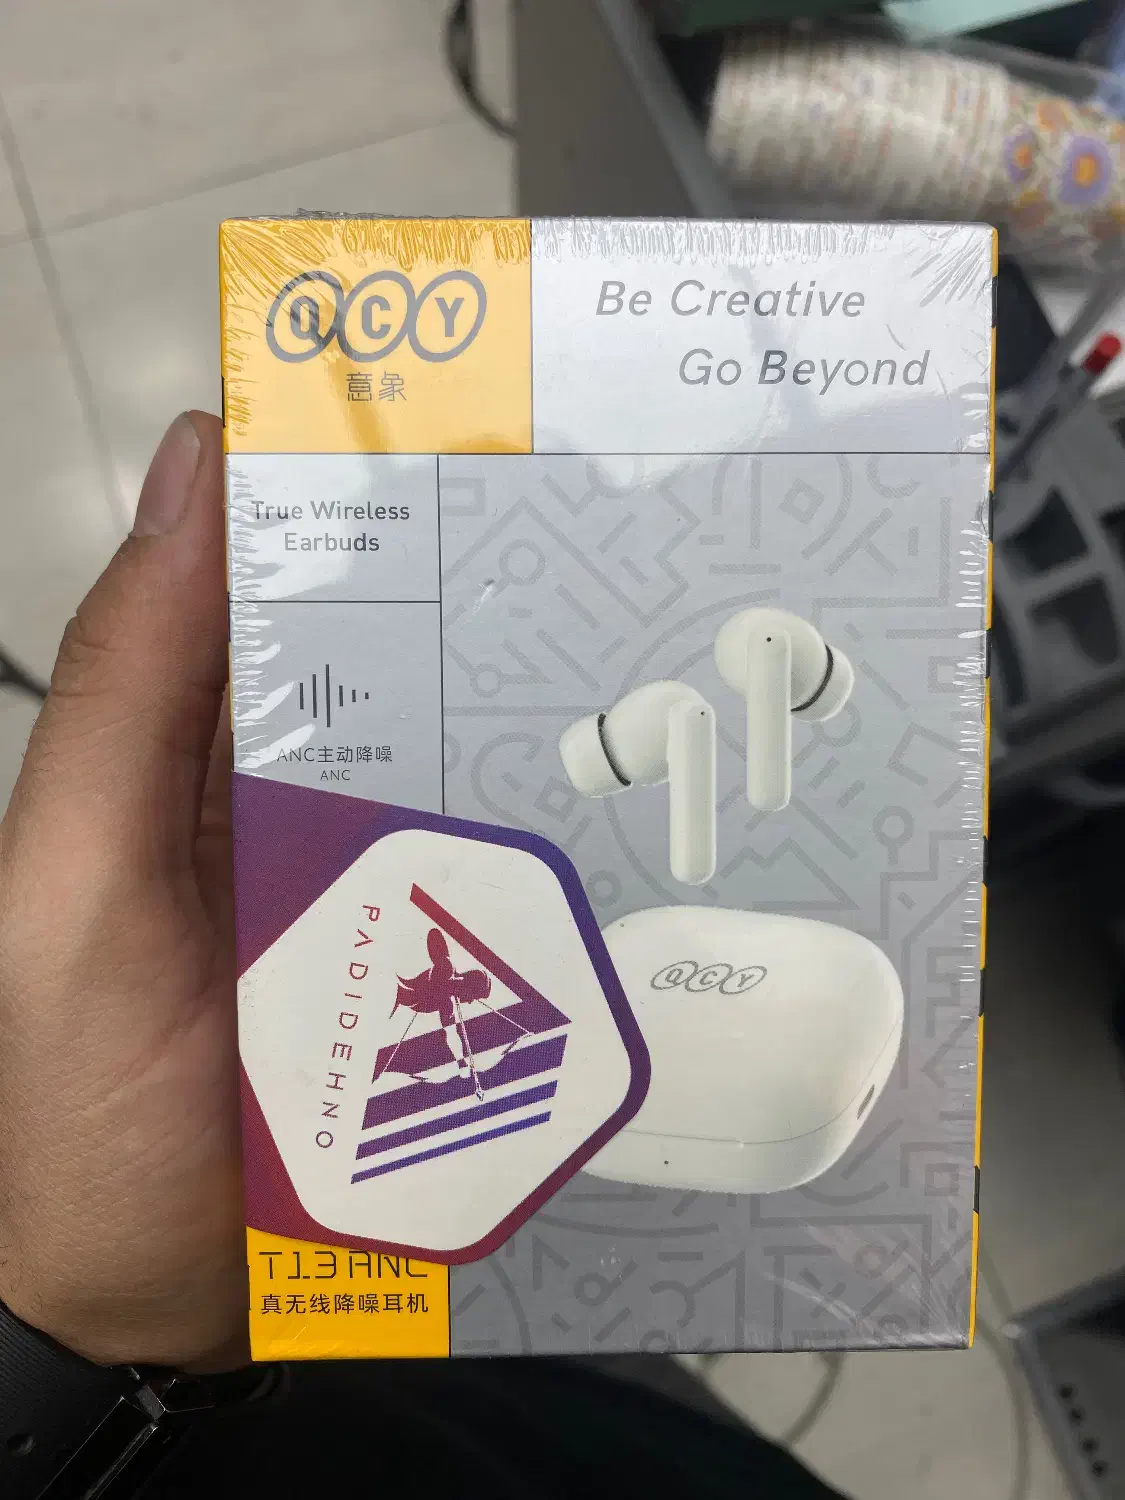 QCY
意象
Be Creative
Go Beyond
True Wireless
Earbuds
ANC主动降噪
ANC
PADIDEHNO
QCY
T13 ANC
真无线降噪耳机